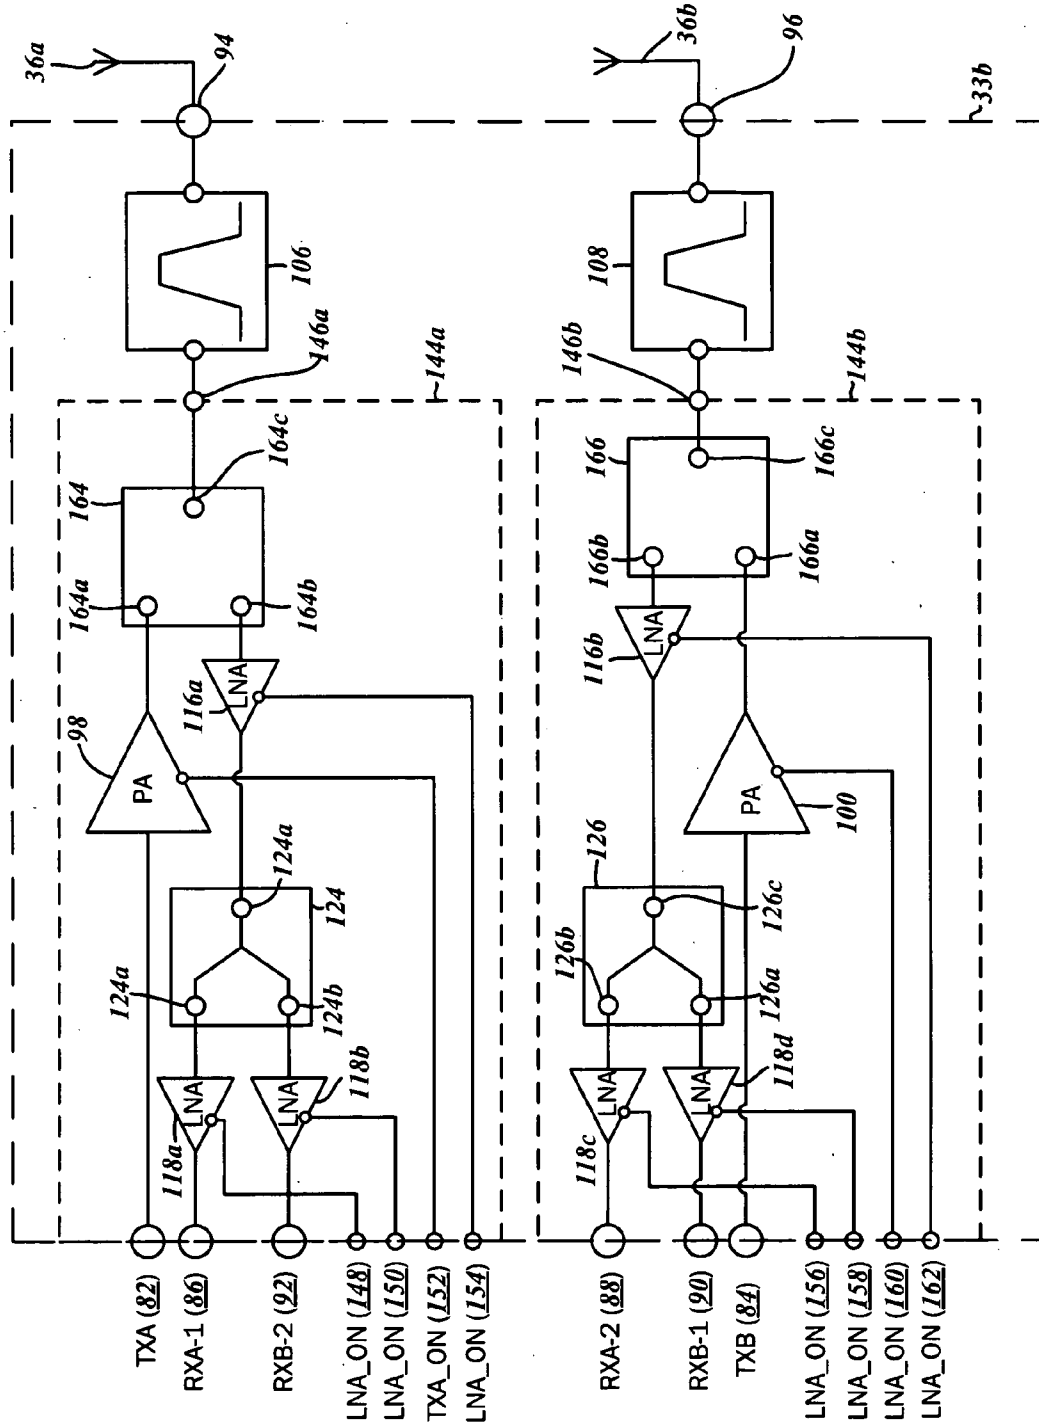 36a
94
36b
96
33b
106
108
146a
144a
146b
144b
164
164c
164a
164b
166
166c
166b
166a
98
PA
116a
LNA
116b
LNA
PA
100
124a
124
124a
124b
126
126c
126b
126a
LNA
118a
LNA
118b
LNA
118c
LNA
118d
TXA (82)
RXA-1 (86)
RXB-2 (92)
LNA_ON (148)
LNA_ON (150)
TXA_ON (152)
LNA_ON (154)
RXA-2 (88)
RXB-1 (90)
TXB (84)
LNA_ON (156)
LNA_ON (158)
LNA_ON (160)
LNA_ON (162)